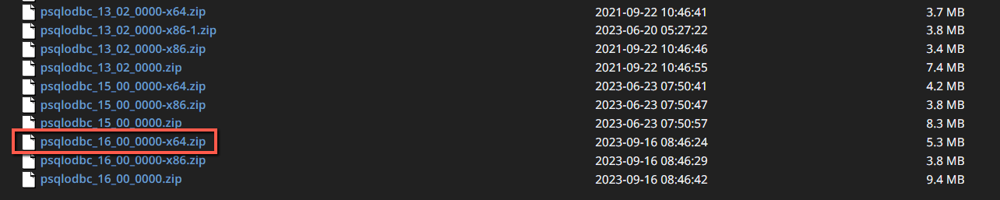 psqlodbc_13_02_0000-x64.zip 2021-09-22 10:46:41 3.7 MB
psqlodbc_13_02_0000-x86-1.zip 2023-06-20 05:27:22 3.8 MB
psqlodbc_13_02_0000-x86.zip 2021-09-22 10:46:46 3.4 MB
psqlodbc_13_02_0000.zip 2021-09-22 10:46:55 7.4 MB
psqlodbc_15_00_0000-x64.zip 2023-06-23 07:50:41 4.2 MB
psqlodbc_15_00_0000-x86.zip 2023-06-23 07:50:47 3.8 MB
psqlodbc_15_00_0000.zip 2023-06-23 07:50:57 8.3 MB
psqlodbc_16_00_0000-x64.zip 2023-09-16 08:46:24 5.3 MB
psqlodbc_16_00_0000-x86.zip 2023-09-16 08:46:29 3.8 MB
psqlodbc_16_00_0000.zip 2023-09-16 08:46:42 9.4 MB